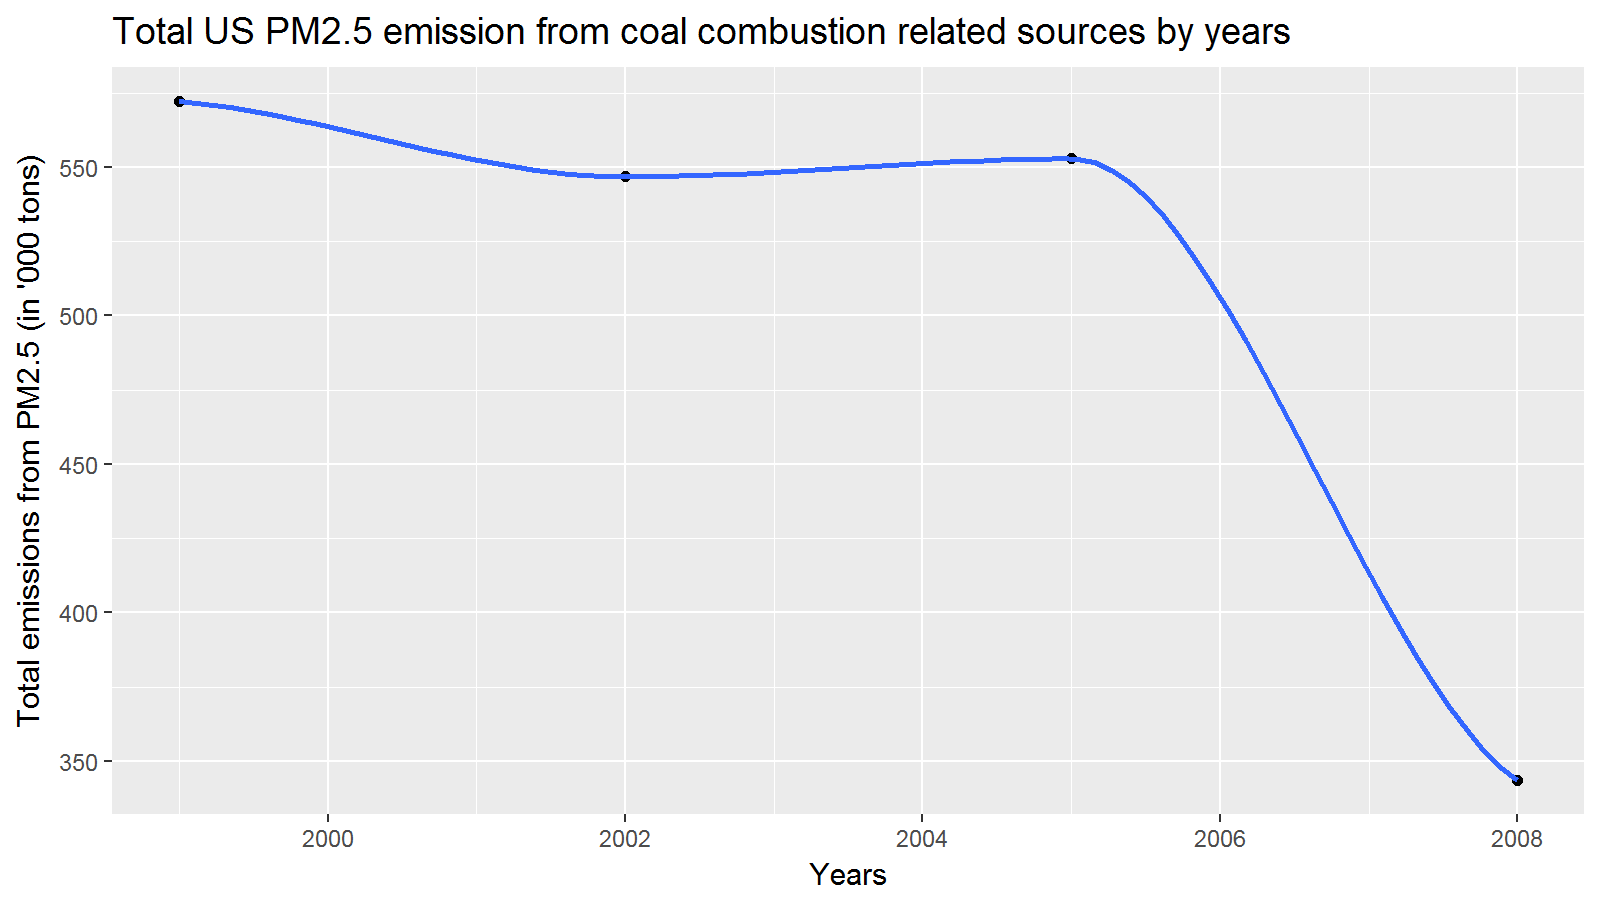 Total US PM2.5 emission from coal combustion related sources by years
Total emissions from PM2.5 (in '000 tons)
550
500
450
400
350
2000 2002 2004 2006 2008
Years